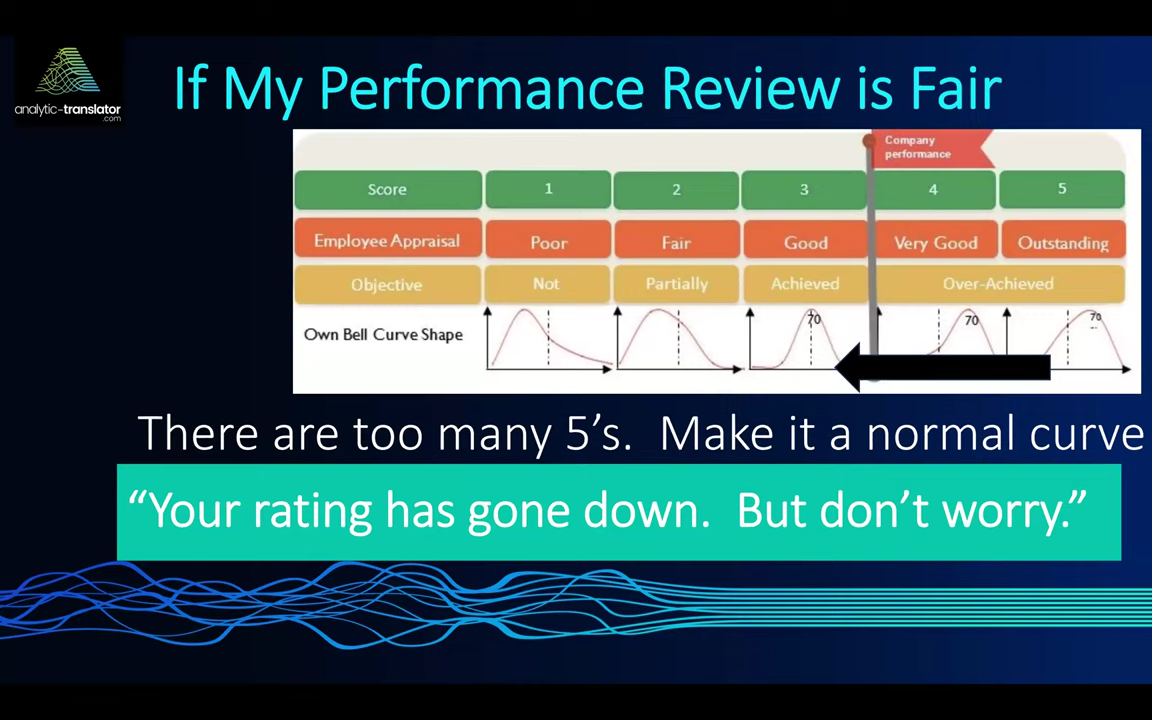 analytic-translator
.com
If My Performance Review is Fair
Company
performance
Score 1 2 3 4 5
Employee Appraisal Poor Fair Good Very Good Outstanding
Objective Not Partially Achieved Over-Achieved
Own Bell Curve Shape 70 70 70
There are too many 5’s. Make it a normal curve
“Your rating has gone down. But don’t worry.”